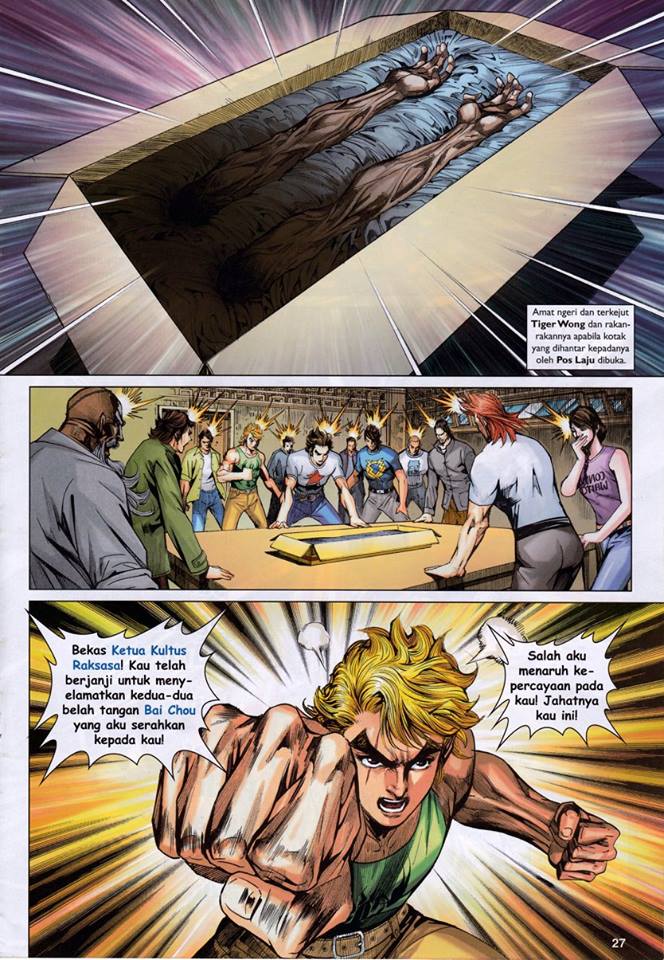 Amat ngeri dan terkejut
Tiger Wong dan rakan-
rakannya apabila kotak
yang dihantar kepadanya
oleh Pos Laju dibuka.
Bekas Ketua Kultus
Raksasa! Kau telah
berjanji untuk meny-
elamatkan kedua-dua
belah tangan Bai Chou
yang aku serahkan
kepada kau!
Salah aku
menaruh ke-
percayaan pada
kau! Jahatnya
kau ini!
27